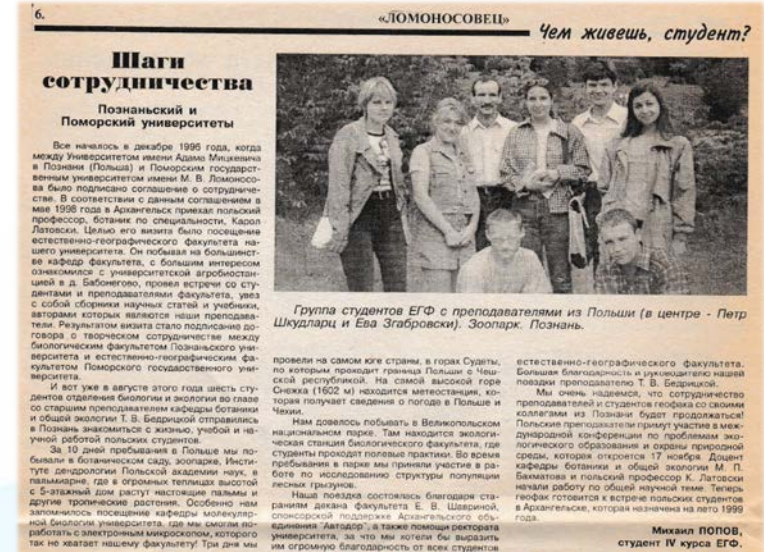 6.
«ЛОМОНОСОВЕЦ»
Чем живешь, студент?
Шаги
сотрудничества
Познаньский и
Поморский университеты
Все началось в декабре 1996 года, когда
между Университетом имени Адама Мицкевича
в Познани (Польша) и Поморским государст-
венным университетом имени М. В. Ломоносо-
ва было подписано соглашение о сотрудниче-
стве. В соответствии с данным соглашением в
мае 1998 года в Архангельск приехал польский
профессор, ботаник по специальности, Карол
Латовски. Целью его визита было посещение
естественно-географического факультета на-
шего университета. Он побывал на большинст-
ве кафедр факультета, с большим интересом
ознакомился с университетской агробиостан-
цией в д. Бабонегово, провел встречи со сту-
дентами и преподавателями факультета, увез
с собой сборники научных статей и учебники,
авторами которых являются наши преподава-
тели. Результатом визита стало подписание до-
говора о творческом сотрудничестве между
биологическим факультетом Познаньского уни-
верситета и естественно-географическим фа-
культетом Поморского государственного уни-
верситета.
И вот уже в августе этого года шесть сту-
дентов отделения биологии и экологии во главе
со старшим преподавателем кафедры ботаники
и общей экологии Т. В. Бедрицкой отправились
в Познань знакомиться с жизнью, учебой и на-
учной работой польских студентов.
За 10 дней пребывания в Польше мы по-
бывали в ботаническом саду, зоопарке, Инсти-
туте дендрологии Польской академии наук, в
пальмиарне, где в огромных теплицах высотой
с 5-этажный дом растут настоящие пальмы и
другие тропические растения. Особенно нам
запомнилось посещение кафедры молекуляр-
ной биологии университета, где мы смогли по-
работать с электронным микроскопом, которого
так не хватает нашему факультету! Три дня мы
Группа студентов ЕГФ с преподавателями из Польши (в центре - Петр
Шкудларц и Ева Згабровски). Зоопарк. Познань.
провели на самом юге страны, в горах Судеты,
по которым проходит граница Польши с Чеш-
ской республикой. На самой высокой горе
Снежка (1602 м) находится метеостанция, ко-
торая получает сведения о погоде в Польше и
Чехии.
Нам довелось побывать в Великопольском
национальном парке. Там находится экологи-
ческая станция биологического факультета, где
студенты проходят полевые практики. Во время
пребывания в парке мы приняли участие в ра-
боте по исследованию структуры популяции
лесных грызунов.
Наша поездка состоялась благодаря ста-
раниям декана факультета Е. В. Шавриной,
спонсорской поддержке Архангельского объ-
единения "Автодор", а также помощи ректората
университета, за что мы хотели бы выразить
им огромную благодарность от всех студентов
естественно-географического факультета.
Большая благодарность и руководителю нашей
поездки преподавателю Т. В. Бедрицкой.
Мы очень надеемся, что сотрудничество
преподавателей и студентов геофака со своими
коллегами из Познани будет продолжаться!
Польские преподаватели примут участие в меж-
дународной конференции по проблемам эко-
логического образования и охраны природной
среды, которая откроется 17 ноября. Доцент
кафедры ботаники и общей экологии М. П.
Бахматова и польский профессор К. Латовски
начали работу по общей научной теме. Теперь
геофак готовится к встрече польских студентов
в Архангельске, которая назначена на лето 1999
года.
Михаил ПОПОВ,
студент IV курса ЕГФ.